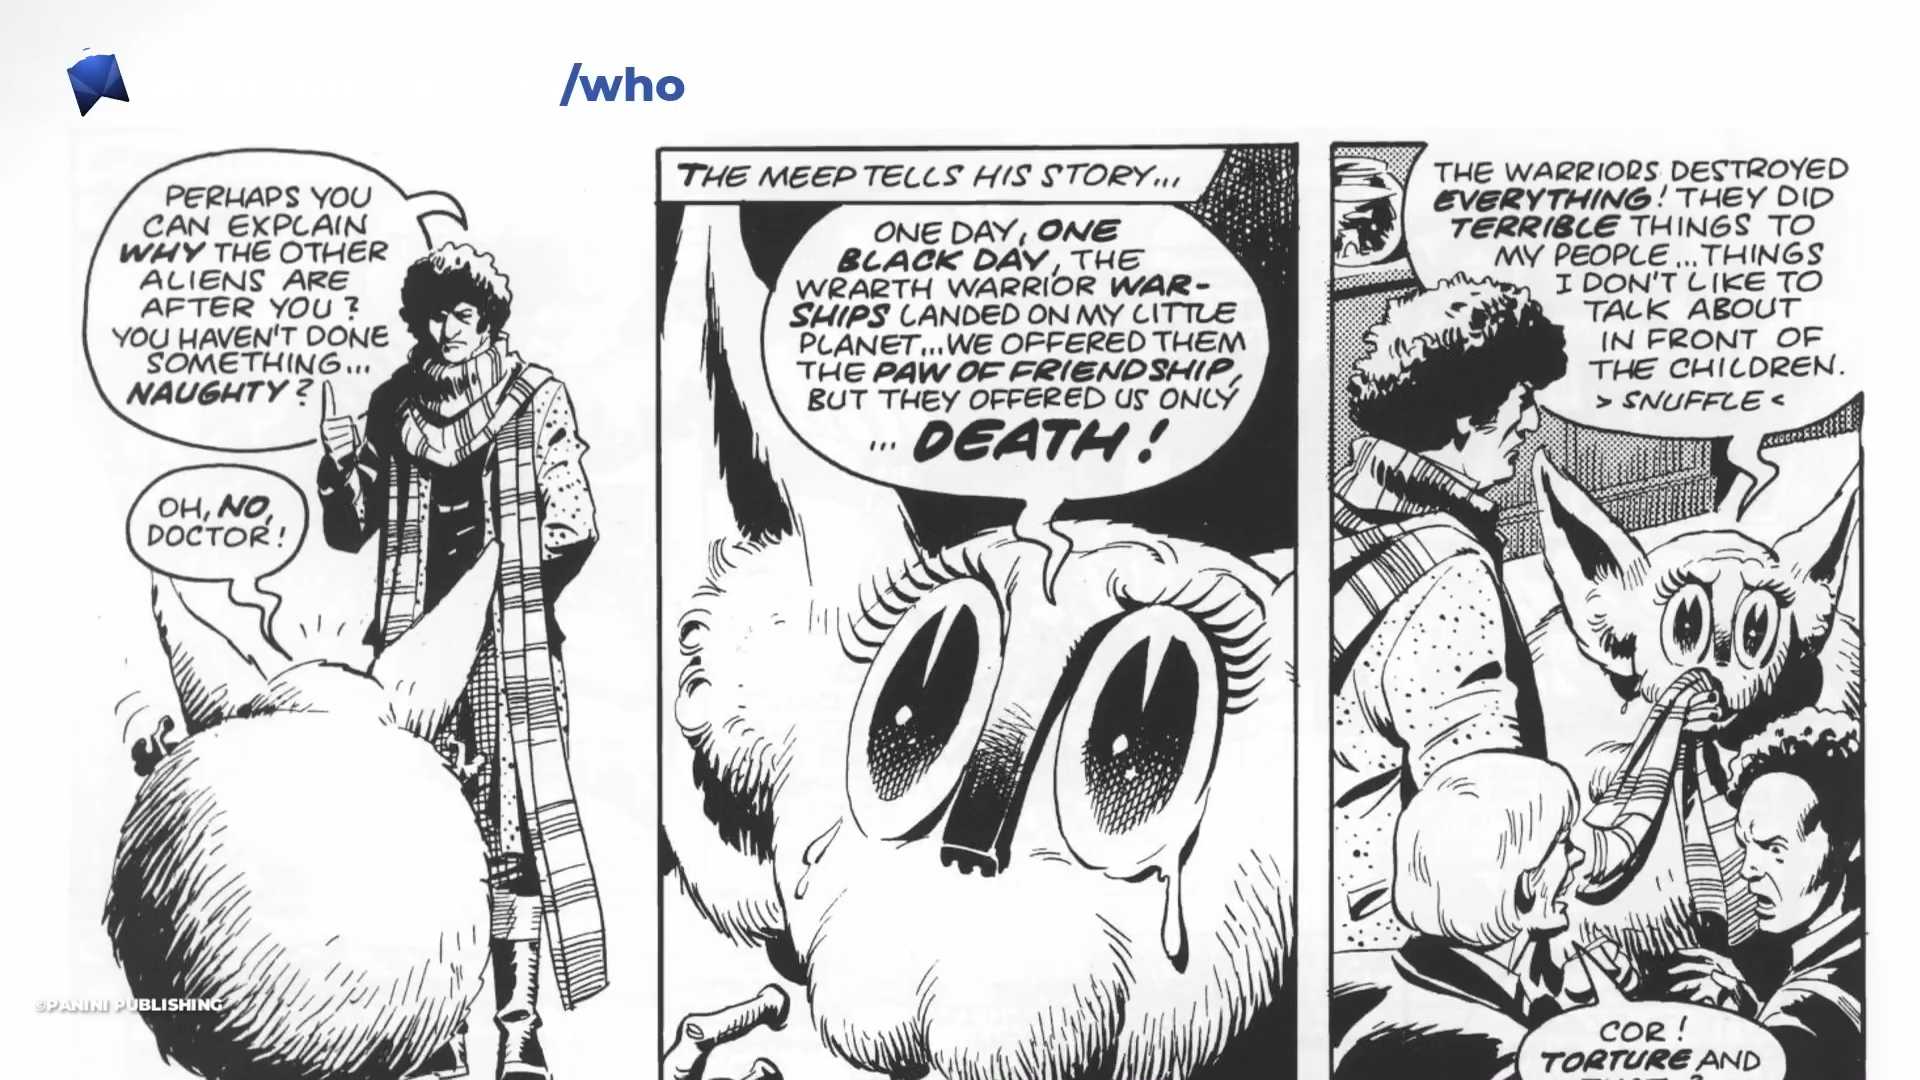 /who
PERHAPS YOU
CAN EXPLAIN
WHY THE OTHER
ALIENS ARE
AFTER YOU?
YOU HAVEN'T DONE
SOMETHING...
NAUGHTY?
OH, NO,
DOCTOR!
THE MEEP TELLS HIS STORY...
ONE DAY, ONE
BLACK DAY, THE
WRARTH WARRIOR WAR-
SHIPS LANDED ON MY LITTLE
PLANET...WE OFFERED THEM
THE PAW OF FRIENDSHIP,
BUT THEY OFFERED US ONLY
... DEATH!
THE WARRIORS DESTROYED
EVERYTHING! THEY DID
TERRIBLE THINGS TO
MY PEOPLE...THINGS
I DON'T LIKE TO
TALK ABOUT
IN FRONT OF
THE CHILDREN.
> SNUFFLE <
COR!
TORTURE AND
©PANINI PUBLISHING